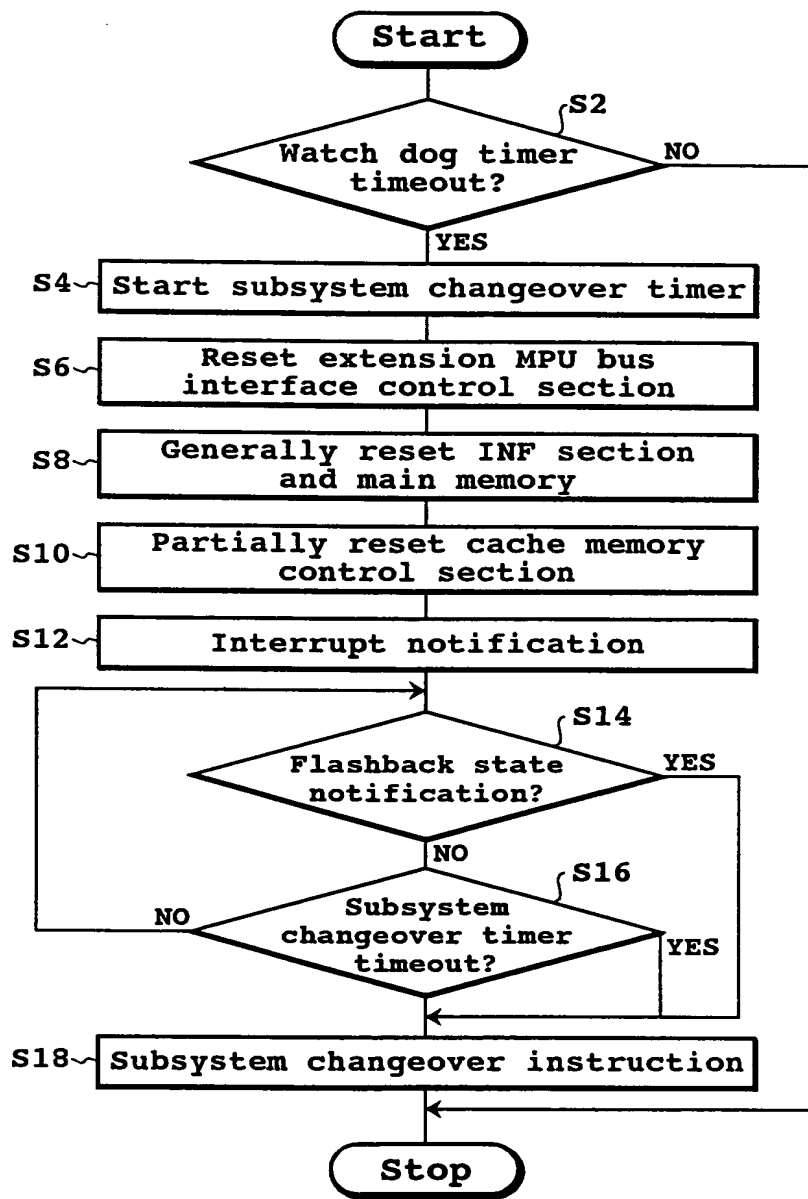 Start
S2
Watch dog timer
timeout?
NO
YES
S4
Start subsystem changeover timer
S6
Reset extension MPU bus
interface control section
S8
Generally reset INF section
and main memory
S10
Partially reset cache memory
control section
S12
Interrupt notification
S14
Flashback state
notification?
YES
NO
S16
Subsystem
changeover timer
timeout?
NO
YES
S18
Subsystem changeover instruction
Stop